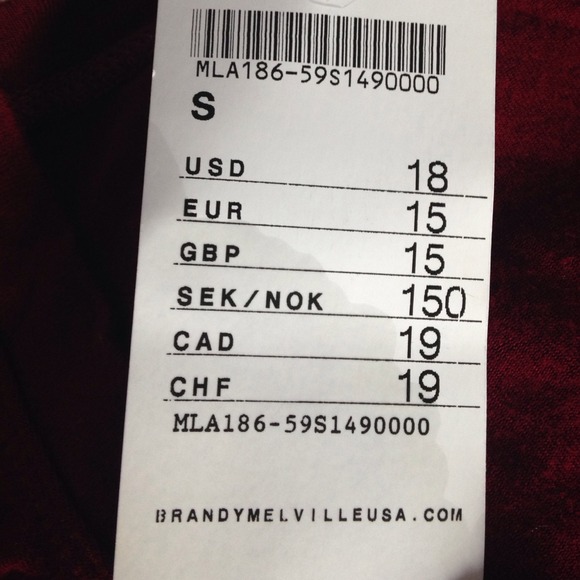 MLA186-59S1490000
S
USD 18
EUR 15
GBP 15
SEK/NOK 150
CAD 19
CHF 19
MLA186-59S1490000
BRANDYMELVILLEUSA.COM